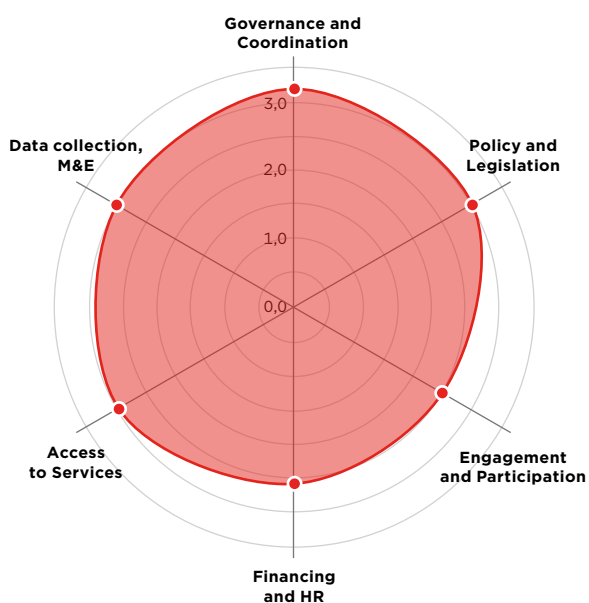 Governance and
Coordination
3,0
Data collection,
M&E
Policy and
Legislation
2,0
1,0
0,0
Access
to Services
Engagement
and Participation
Financing
and HR